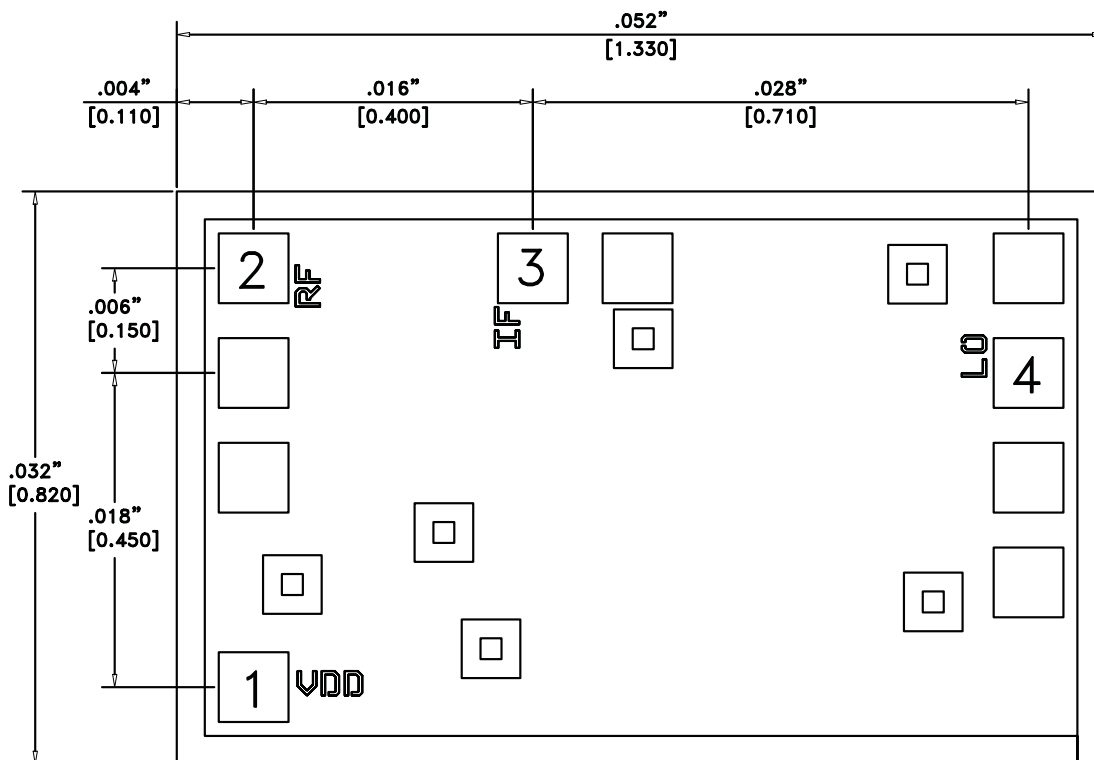 .052”
[1.330]
.004” .016” .028”
[0.110] [0.400] [0.710]
2 RF 3 IF
.006”
[0.150]
LO 4
.032”
[0.820]
.018”
[0.450]
1 VDD